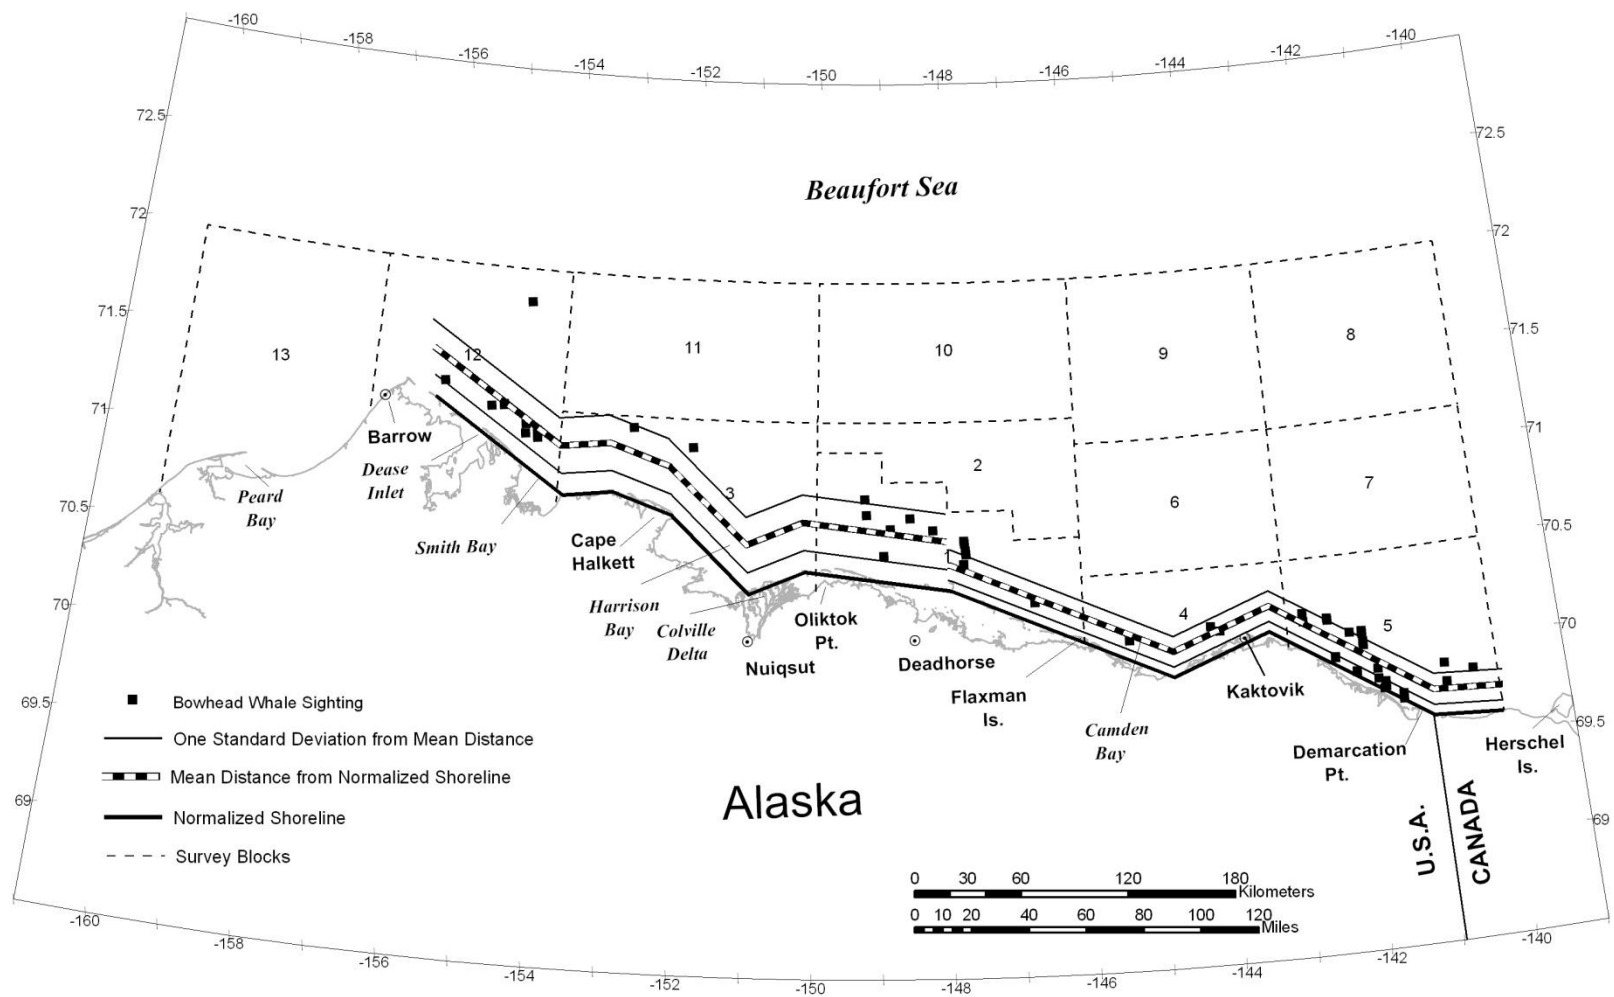 -160
-158
-156
-154
-152
-150
-148
-146
-144
-142
-140
72.5
72.5
72
72
71.5
71.5
71
71
70.5
70.5
70
70
69.5
69.5
69
69
Beaufort Sea
13
12
11
10
9
8
3
2
6
7
4
5
Barrow
Peard
Bay
Dease
Inlet
Smith Bay
Cape
Halkett
Harrison
Bay
Colville
Delta
Nuiqsut
Oliktok
Pt.
Deadhorse
Flaxman
Is.
Camden
Bay
Kaktovik
Demarcation
Pt.
Herschel
Is.
Alaska
U.S.A.
CANADA
Bowhead Whale Sighting
One Standard Deviation from Mean Distance
Mean Distance from Normalized Shoreline
Normalized Shoreline
Survey Blocks
0 30 60 120 180
Kilometers
0 10 20 40 60 80 100 120
Miles
-160
-158
-156
-154
-152
-150
-148
-146
-144
-142
-140